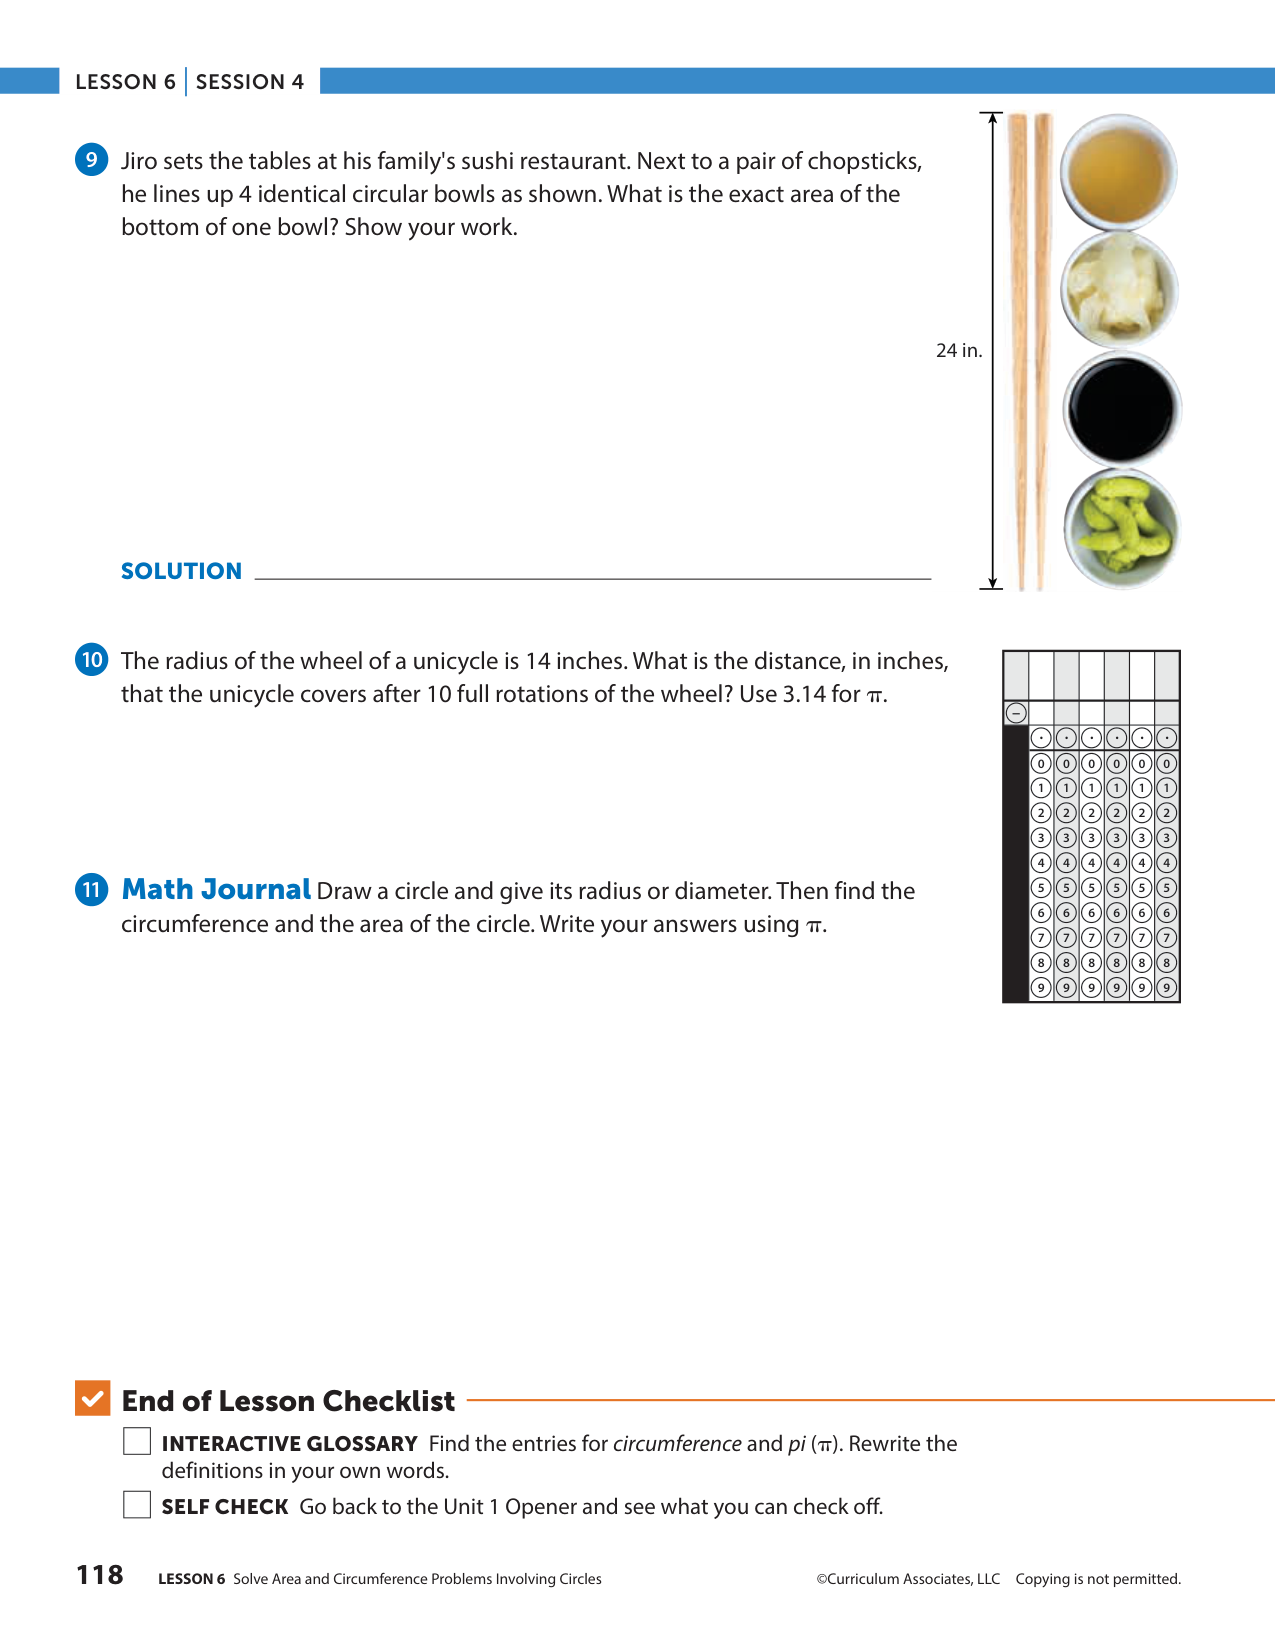 LESSON 6 | SESSION 4
9 Jiro sets the tables at his family's sushi restaurant. Next to a pair of chopsticks,
he lines up 4 identical circular bowls as shown. What is the exact area of the
bottom of one bowl? Show your work.
24 in.
SOLUTION
10 The radius of the wheel of a unicycle is 14 inches. What is the distance, in inches,
that the unicycle covers after 10 full rotations of the wheel? Use 3.14 for π.
–
· · · · · ·
0 0 0 0 0 0
1 1 1 1 1 1
2 2 2 2 2 2
3 3 3 3 3 3
4 4 4 4 4 4
5 5 5 5 5 5
6 6 6 6 6 6
7 7 7 7 7 7
8 8 8 8 8 8
9 9 9 9 9 9
11 Math Journal Draw a circle and give its radius or diameter. Then find the
circumference and the area of the circle. Write your answers using π.
End of Lesson Checklist
INTERACTIVE GLOSSARY Find the entries for circumference and pi (π). Rewrite the
definitions in your own words.
SELF CHECK Go back to the Unit 1 Opener and see what you can check off.
118 LESSON 6 Solve Area and Circumference Problems Involving Circles ©Curriculum Associates, LLC Copying is not permitted.